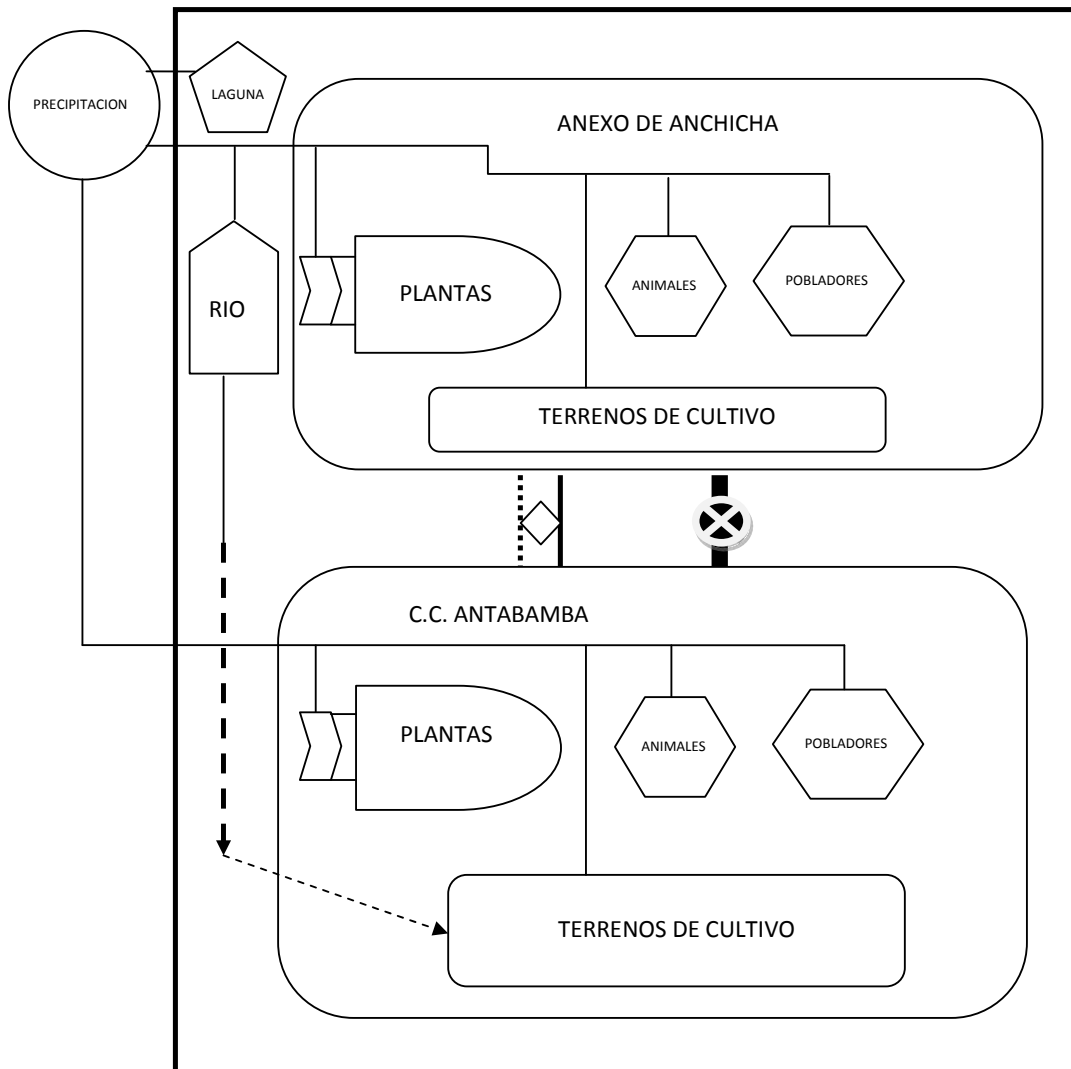 PRECIPITACION
LAGUNA
ANEXO DE ANCHICHA
RIO
PLANTAS
ANIMALES
POBLADORES
TERRENOS DE CULTIVO
C.C. ANTABAMBA
PLANTAS
ANIMALES
POBLADORES
TERRENOS DE CULTIVO